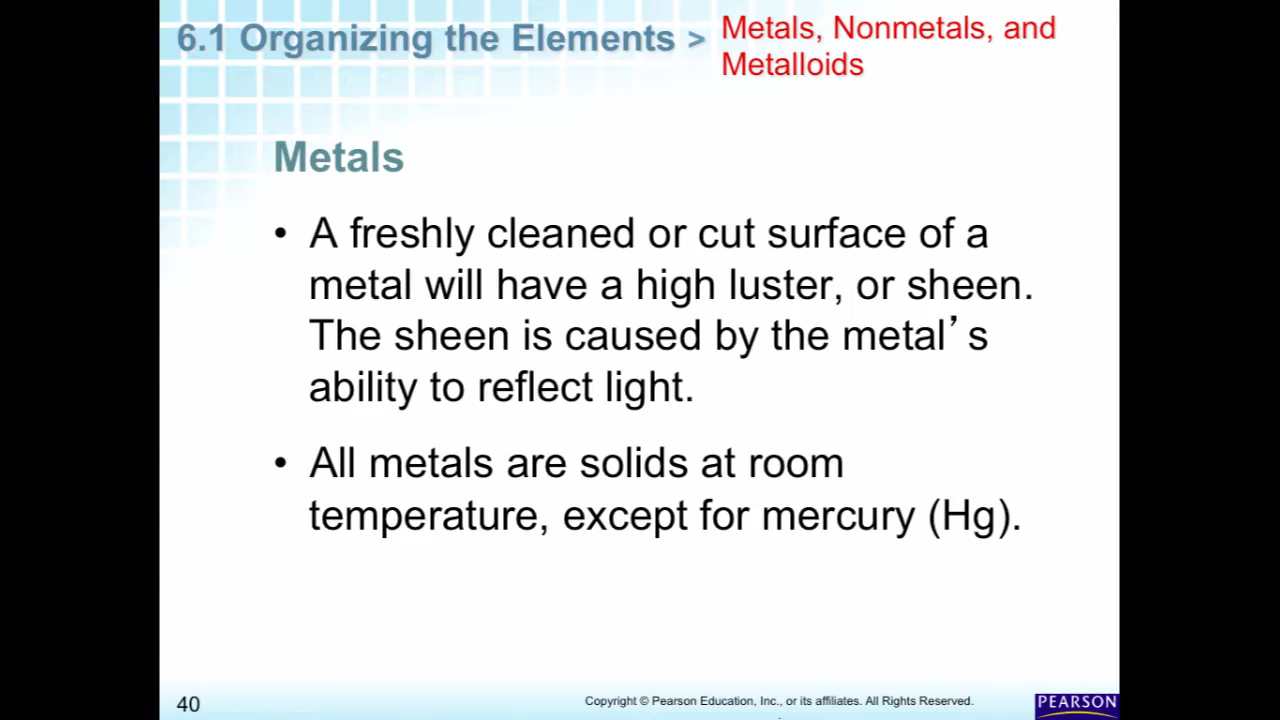 6.1 Organizing the Elements >
Metals, Nonmetals, and
Metalloids
Metals
• A freshly cleaned or cut surface of a
metal will have a high luster, or sheen.
The sheen is caused by the metal’s
ability to reflect light.
• All metals are solids at room
temperature, except for mercury (Hg).
40
Copyright © Pearson Education, Inc., or its affiliates. All Rights Reserved.
PEARSON